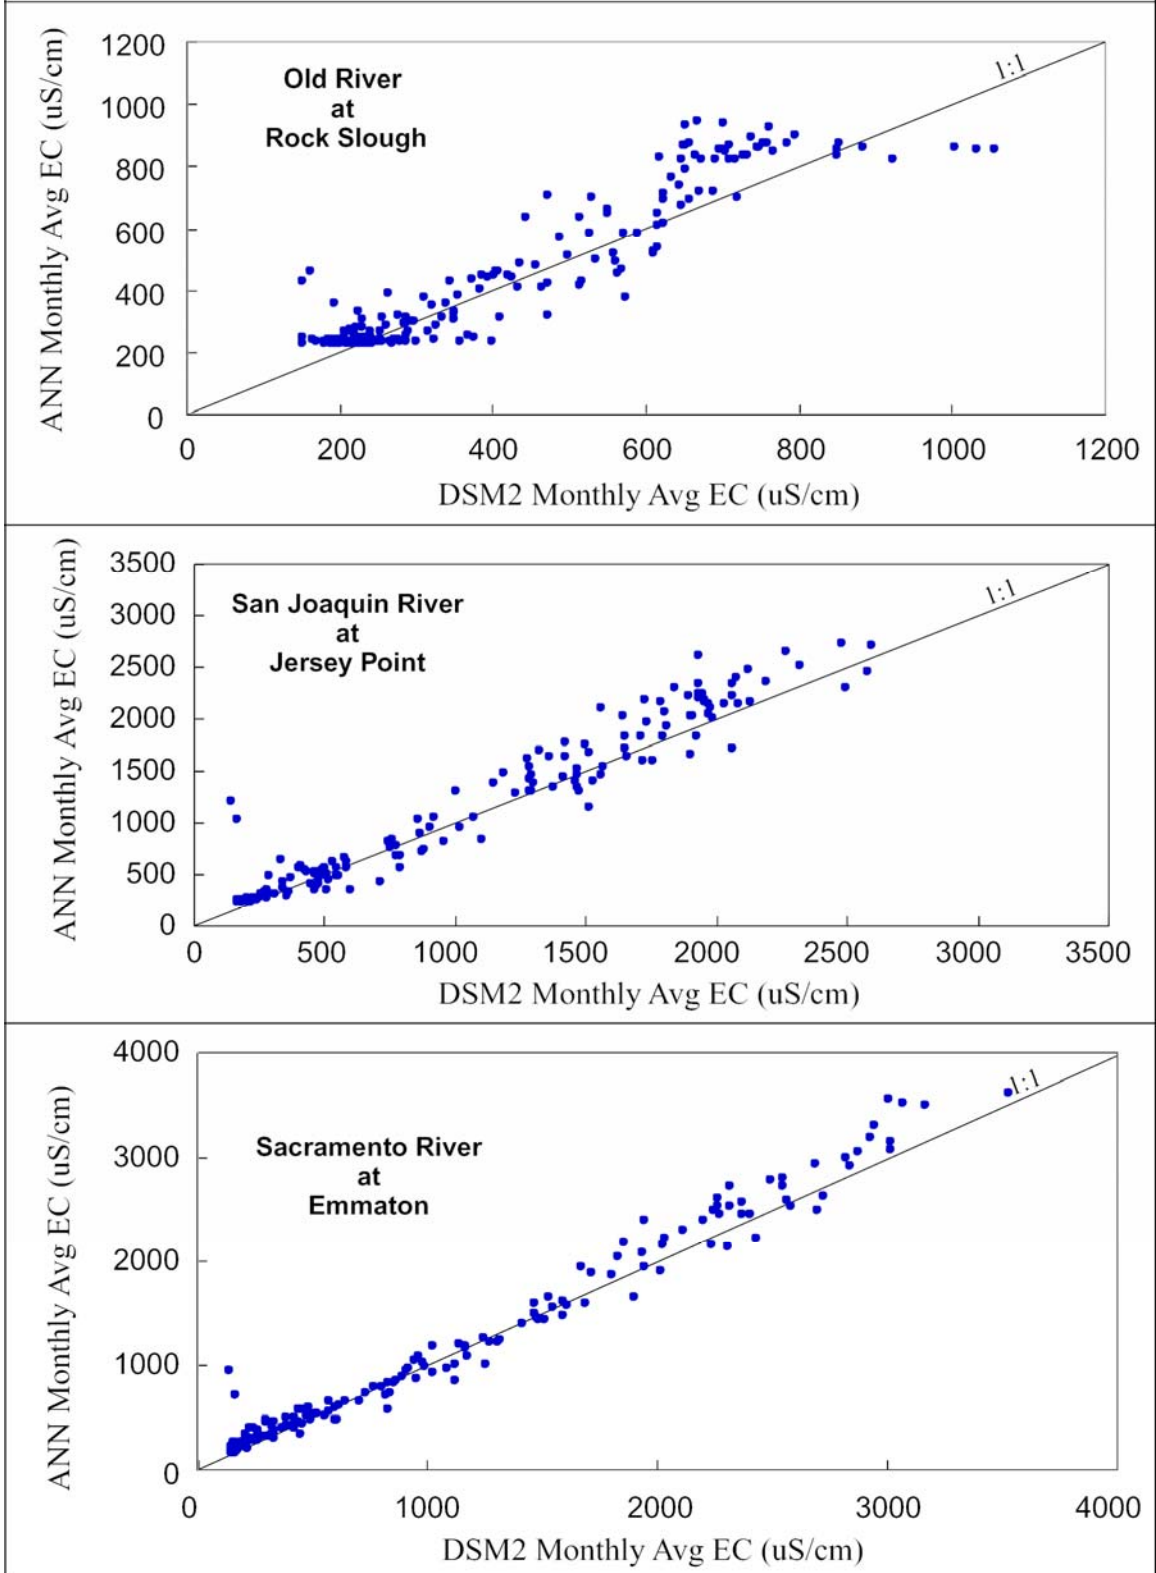 1200
1000
800
600
400
200
0
ANN Monthly Avg EC (uS/cm)
Old River
at
Rock Slough
1:1
0 200 400 600 800 1000 1200
DSM2 Monthly Avg EC (uS/cm)
3500
3000
2500
2000
1500
1000
500
0
ANN Monthly Avg EC (uS/cm)
San Joaquin River
at
Jersey Point
1:1
0 500 1000 1500 2000 2500 3000 3500
DSM2 Monthly Avg EC (uS/cm)
4000
3000
2000
1000
0
ANN Monthly Avg EC (uS/cm)
Sacramento River
at
Emmaton
1:1
0 1000 2000 3000 4000
DSM2 Monthly Avg EC (uS/cm)